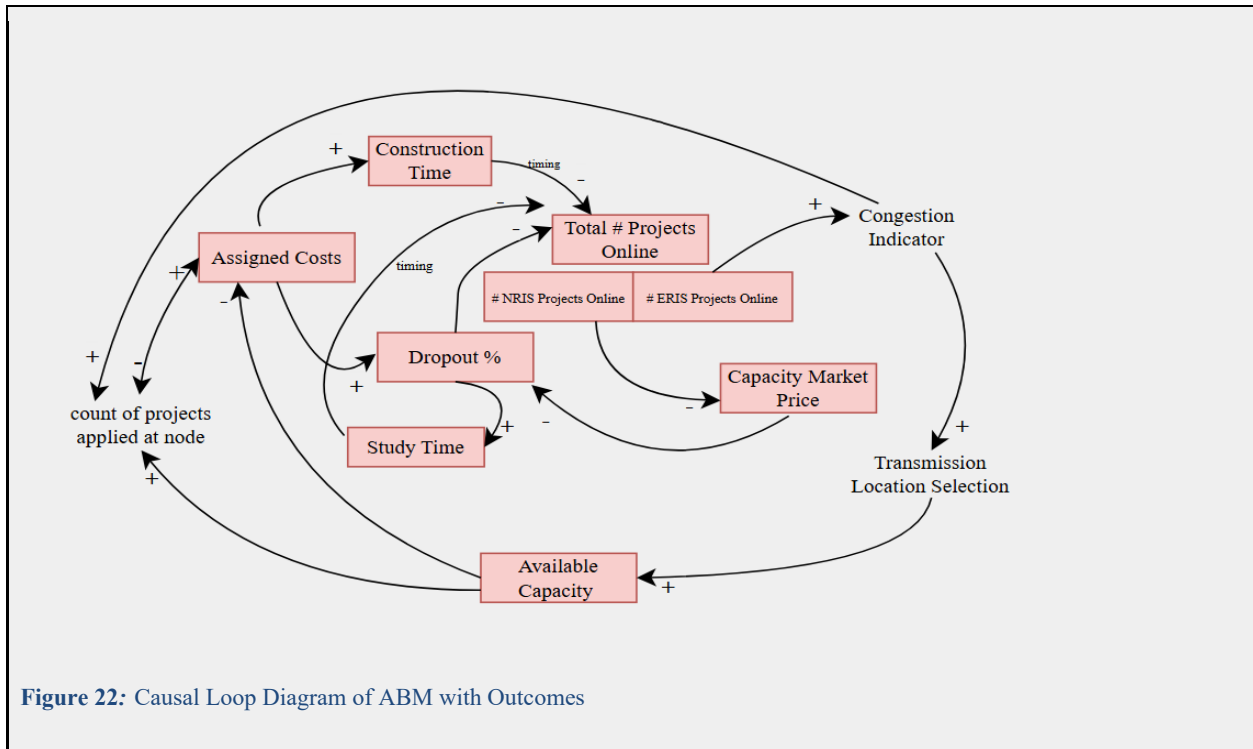 +
Construction
Time
timing
-
-
+
Congestion
Indicator
Total # Projects
Online
-
Assigned Costs
+
-
timing
# NRIS Projects Online
# ERIS Projects Online
Dropout %
+
-
+
Capacity Market
Price
-
-
count of projects
applied at node
+
+
Study Time
+
Transmission
Location Selection
+
Available
Capacity
+
Figure 22: Causal Loop Diagram of ABM with Outcomes